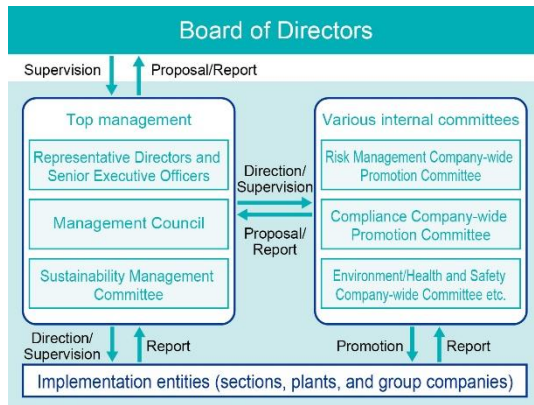 Board of Directors
Supervision
Proposal/Report
Top management
Representative Directors and
Senior Executive Officers
Management Council
Sustainability Management
Committee
Direction/
Supervision
Proposal/
Report
Various internal committees
Risk Management Company-wide
Promotion Committee
Compliance Company-wide
Promotion Committee
Environment/Health and Safety
Company-wide Committee etc.
Direction/
Supervision
Report
Promotion
Report
Implementation entities (sections, plants, and group companies)